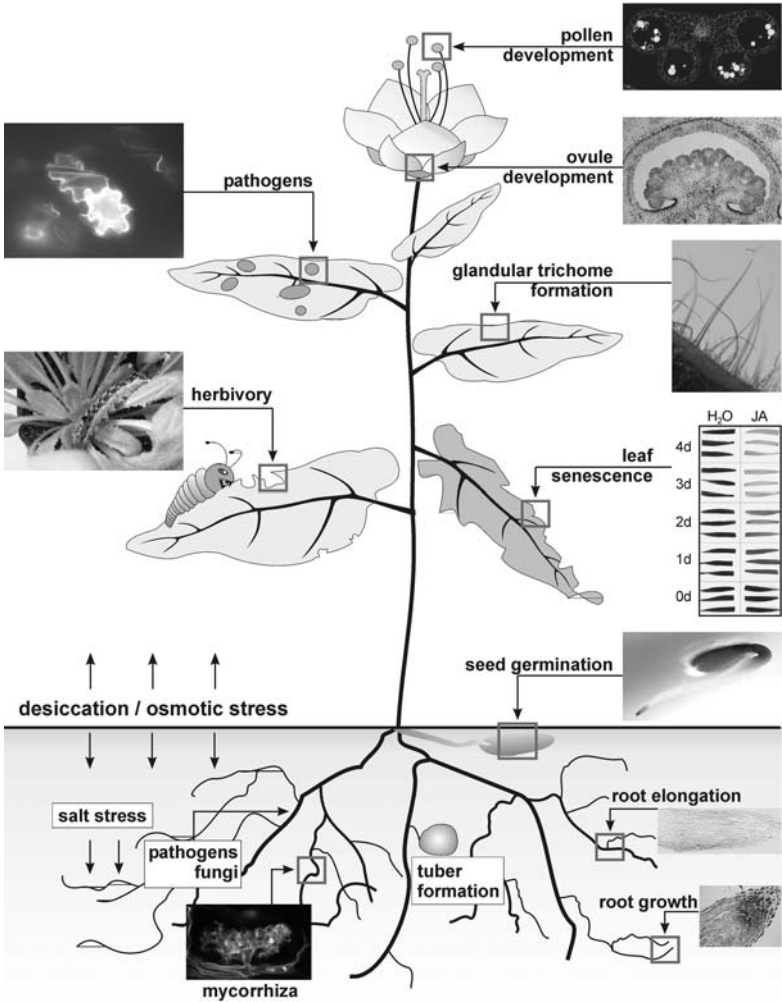 pollen
development
ovule
development
pathogens
glandular trichome
formation
herbivory
H₂O JA
leaf
senescence
4d
3d
2d
1d
0d
seed germination
desiccation / osmotic stress
salt stress
root elongation
pathogens
fungi
tuber
formation
root growth
mycorrhiza